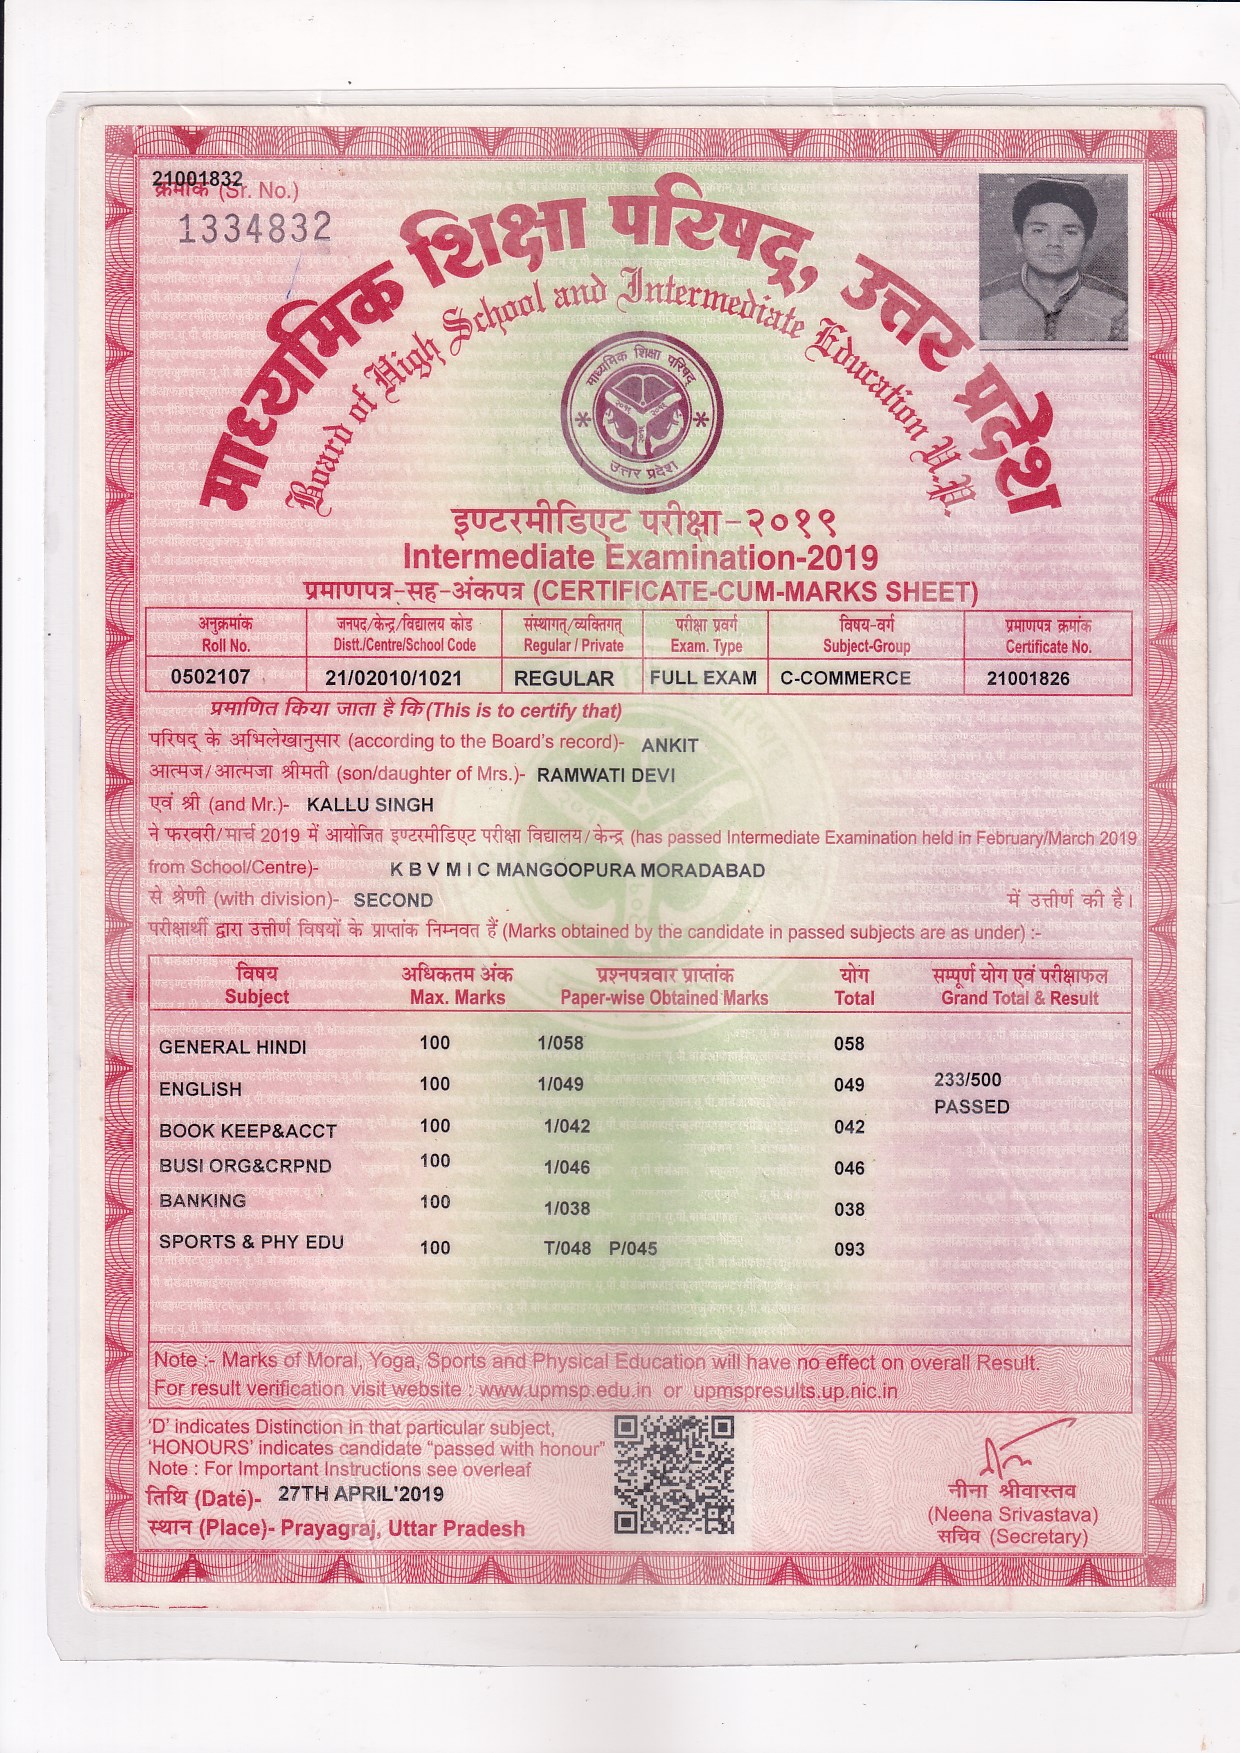 21001832
क्रमांक (Sr. No.)
1334832
माध्यमिक शिक्षा परिषद्, उत्तर प्रदेश
Board of High School and Intermediate Education U.P.
माध्यमिक शिक्षा परिषद्
उत्तर प्रदेश
इण्टरमीडिएट परीक्षा-२०१९
Intermediate Examination-2019
प्रमाणपत्र-सह-अंकपत्र (CERTIFICATE-CUM-MARKS SHEET)
अनुक्रमांक जनपद/केन्द्र/विद्यालय कोड संस्थागत/व्यक्तिगत परीक्षा प्रवर्ग विषय-वर्ग प्रमाणपत्र क्रमांक
Roll No. Distt./Centre/School Code Regular / Private Exam. Type Subject-Group Certificate No.
0502107 21/02010/1021 REGULAR FULL EXAM C-COMMERCE 21001826
प्रमाणित किया जाता है कि (This is to certify that)
परिषद् के अभिलेखानुसार (according to the Board's record)- ANKIT
आत्मज/आत्मजा श्रीमती (son/daughter of Mrs.)- RAMWATI DEVI
एवं श्री (and Mr.)- KALLU SINGH
ने फरवरी/मार्च 2019 में आयोजित इण्टरमीडिएट परीक्षा विद्यालय/केन्द्र (has passed Intermediate Examination held in February/March 2019
from School/Centre)- K B V M I C MANGOOPURA MORADABAD
से श्रेणी (with division)- SECOND में उत्तीर्ण की है।
परीक्षार्थी द्वारा उत्तीर्ण विषयों के प्राप्तांक निम्नवत हैं (Marks obtained by the candidate in passed subjects are as under) :-
विषय अधिकतम अंक प्रश्नपत्रवार प्राप्तांक योग सम्पूर्ण योग एवं परीक्षाफल
Subject Max. Marks Paper-wise Obtained Marks Total Grand Total & Result
GENERAL HINDI 100 1/058 058
ENGLISH 100 1/049 049 233/500
PASSED
BOOK KEEP&ACCT 100 1/042 042
BUSI ORG&CRPND 100 1/046 046
BANKING 100 1/038 038
SPORTS & PHY EDU 100 T/048 P/045 093
Note :- Marks of Moral, Yoga, Sports and Physical Education will have no effect on overall Result.
For result verification visit website : www.upmsp.edu.in or upmspresults.up.nic.in
'D' indicates Distinction in that particular subject,
'HONOURS' indicates candidate "passed with honour"
Note : For Important Instructions see overleaf
तिथि (Date)- 27TH APRIL'2019
स्थान (Place)- Prayagraj, Uttar Pradesh
नीना श्रीवास्तव
(Neena Srivastava)
सचिव (Secretary)